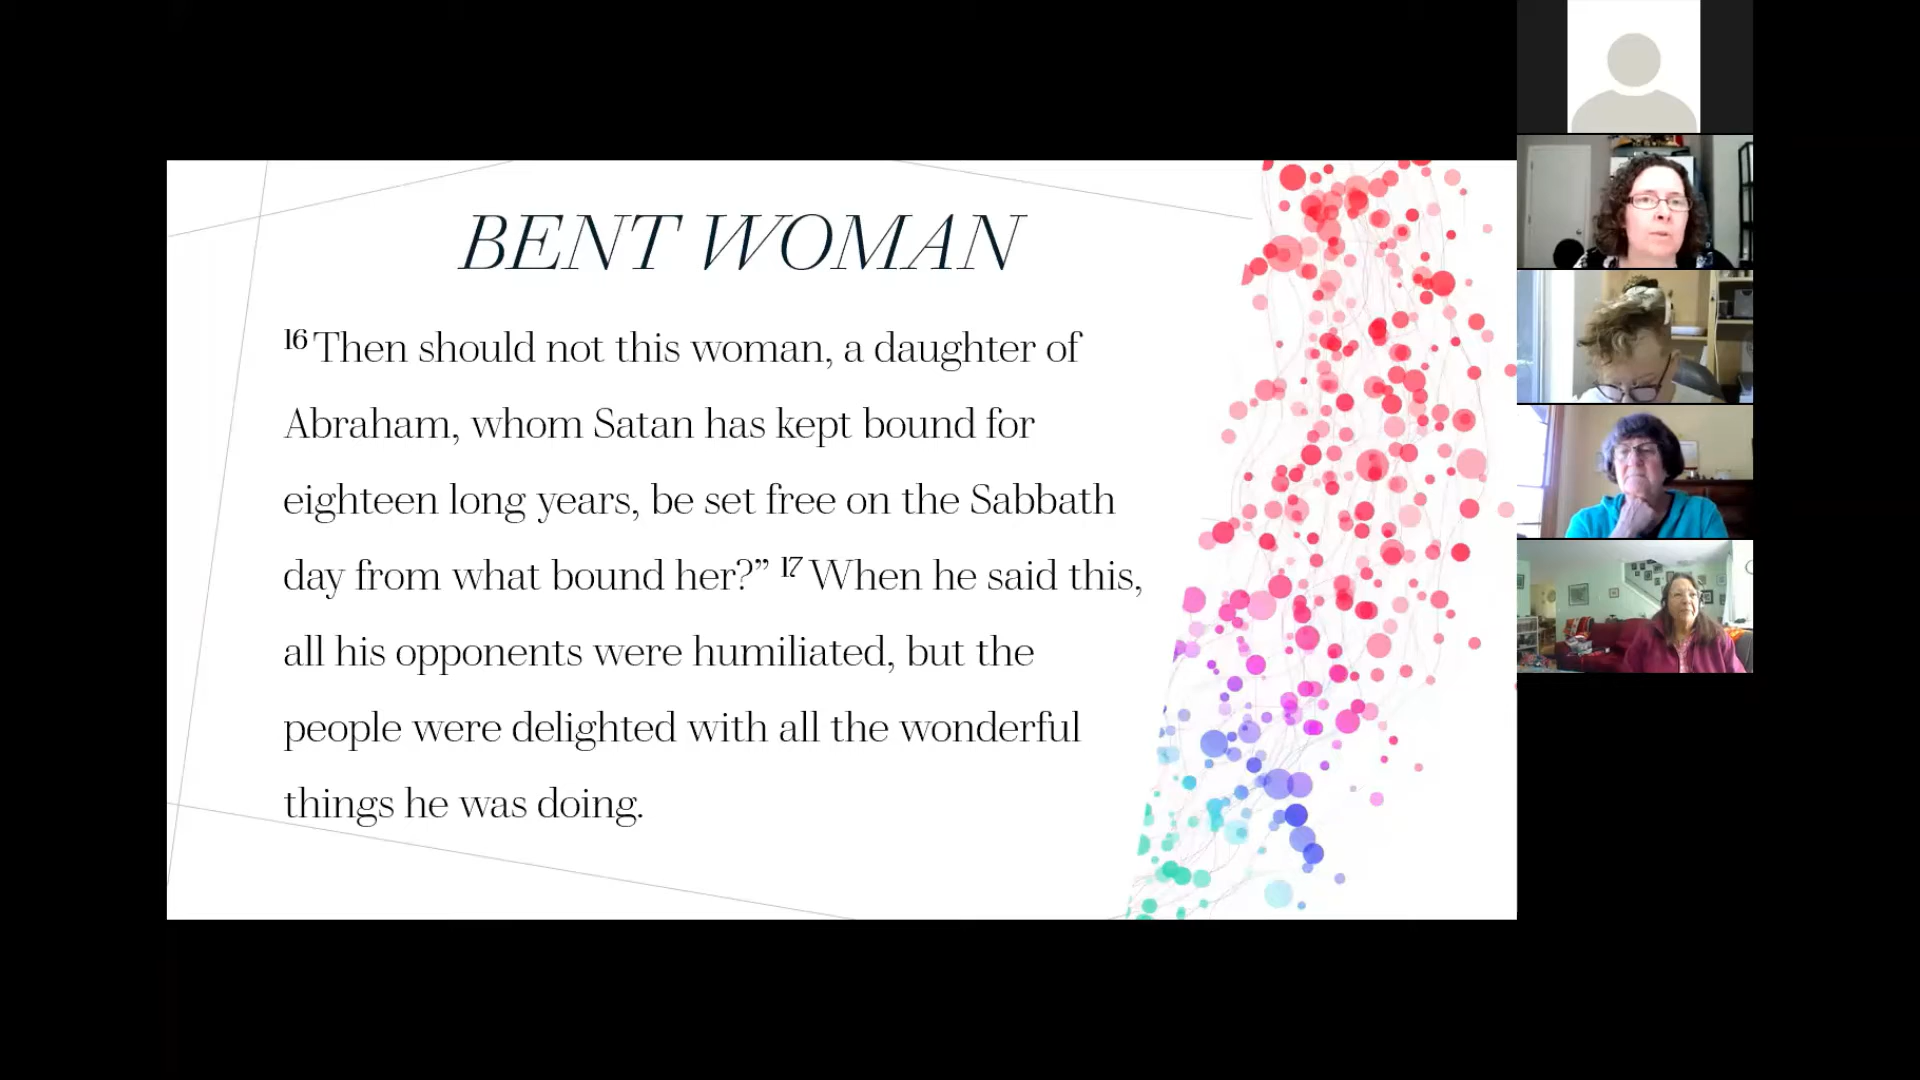 BENT WOMAN
16 Then should not this woman, a daughter of
Abraham, whom Satan has kept bound for
eighteen long years, be set free on the Sabbath
day from what bound her?” 17 When he said this,
all his opponents were humiliated, but the
people were delighted with all the wonderful
things he was doing.